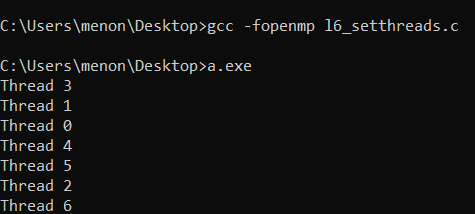 C:\Users\menon\Desktop>gcc -fopenmp l6_setthreads.c
C:\Users\menon\Desktop>a.exe
Thread 3
Thread 1
Thread 0
Thread 4
Thread 5
Thread 2
Thread 6